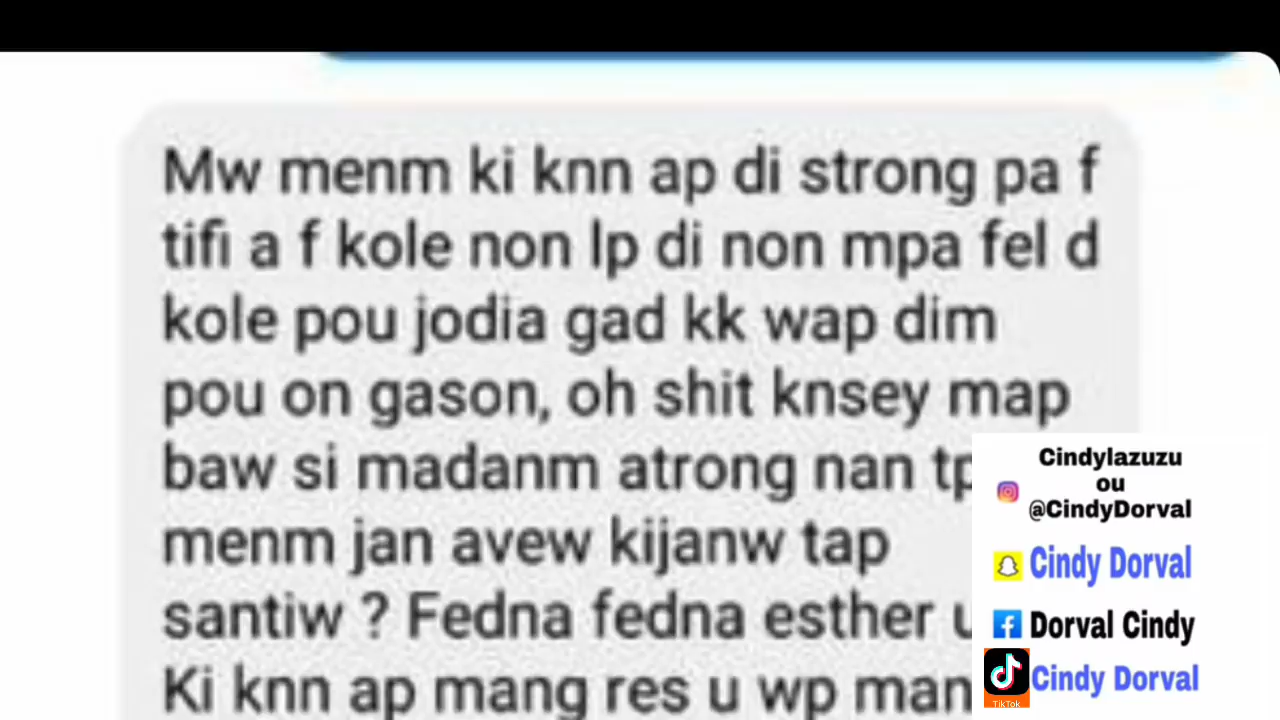 Mw menm ki knn ap di strong pa f
tifi a f kole non lp di non mpa fel d
kole pou jodia gad kk wap dim
pou on gason, oh shit knsey map
baw si madanm atrong nan
menm jan avew kijanw tap
santiw ? Fedna fedna esther
Ki knn ap mang res u wp
Cindylazuzu
ou
@CindyDorval
Cindy Dorval
Dorval Cindy
Cindy Dorval
TikTok